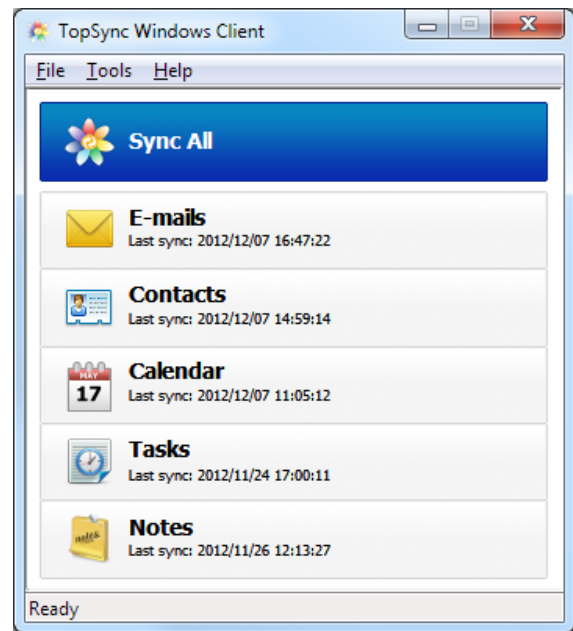 TopSync Windows Client
File Tools Help
Sync All
E-mails
Last sync: 2012/12/07 16:47:22
Contacts
Last sync: 2012/12/07 14:59:14
MAY
17
Calendar
Last sync: 2012/12/07 11:05:12
Tasks
Last sync: 2012/11/24 17:00:11
notes
Notes
Last sync: 2012/11/26 12:13:27
Ready